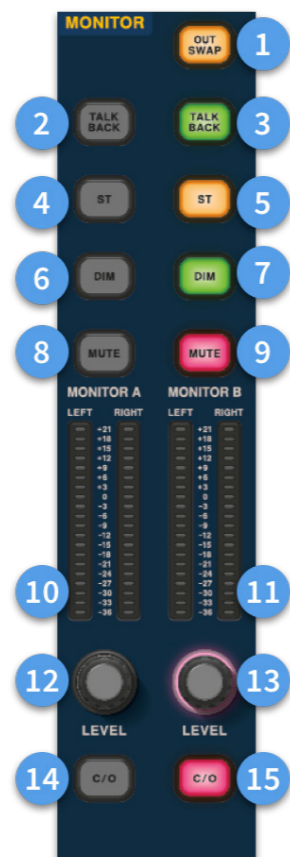 MONITOR
OUT
SWAP
1
2
TALK
BACK
TALK
BACK
3
4
ST
ST
5
6
DIM
DIM
7
8
MUTE
MUTE
9
MONITOR A
MONITOR B
LEFT RIGHT
LEFT RIGHT
+21 +21
+18 +18
+15 +15
+12 +12
+9 +9
+6 +6
+3 +3
0 0
-3 -3
-6 -6
-9 -9
-12 -12
-15 -15
-18 -18
-21 -21
-24 -24
-27 -27
-30 -30
-33 -33
-36 -36
10
11
12
13
LEVEL
LEVEL
14
C/O
C/O
15